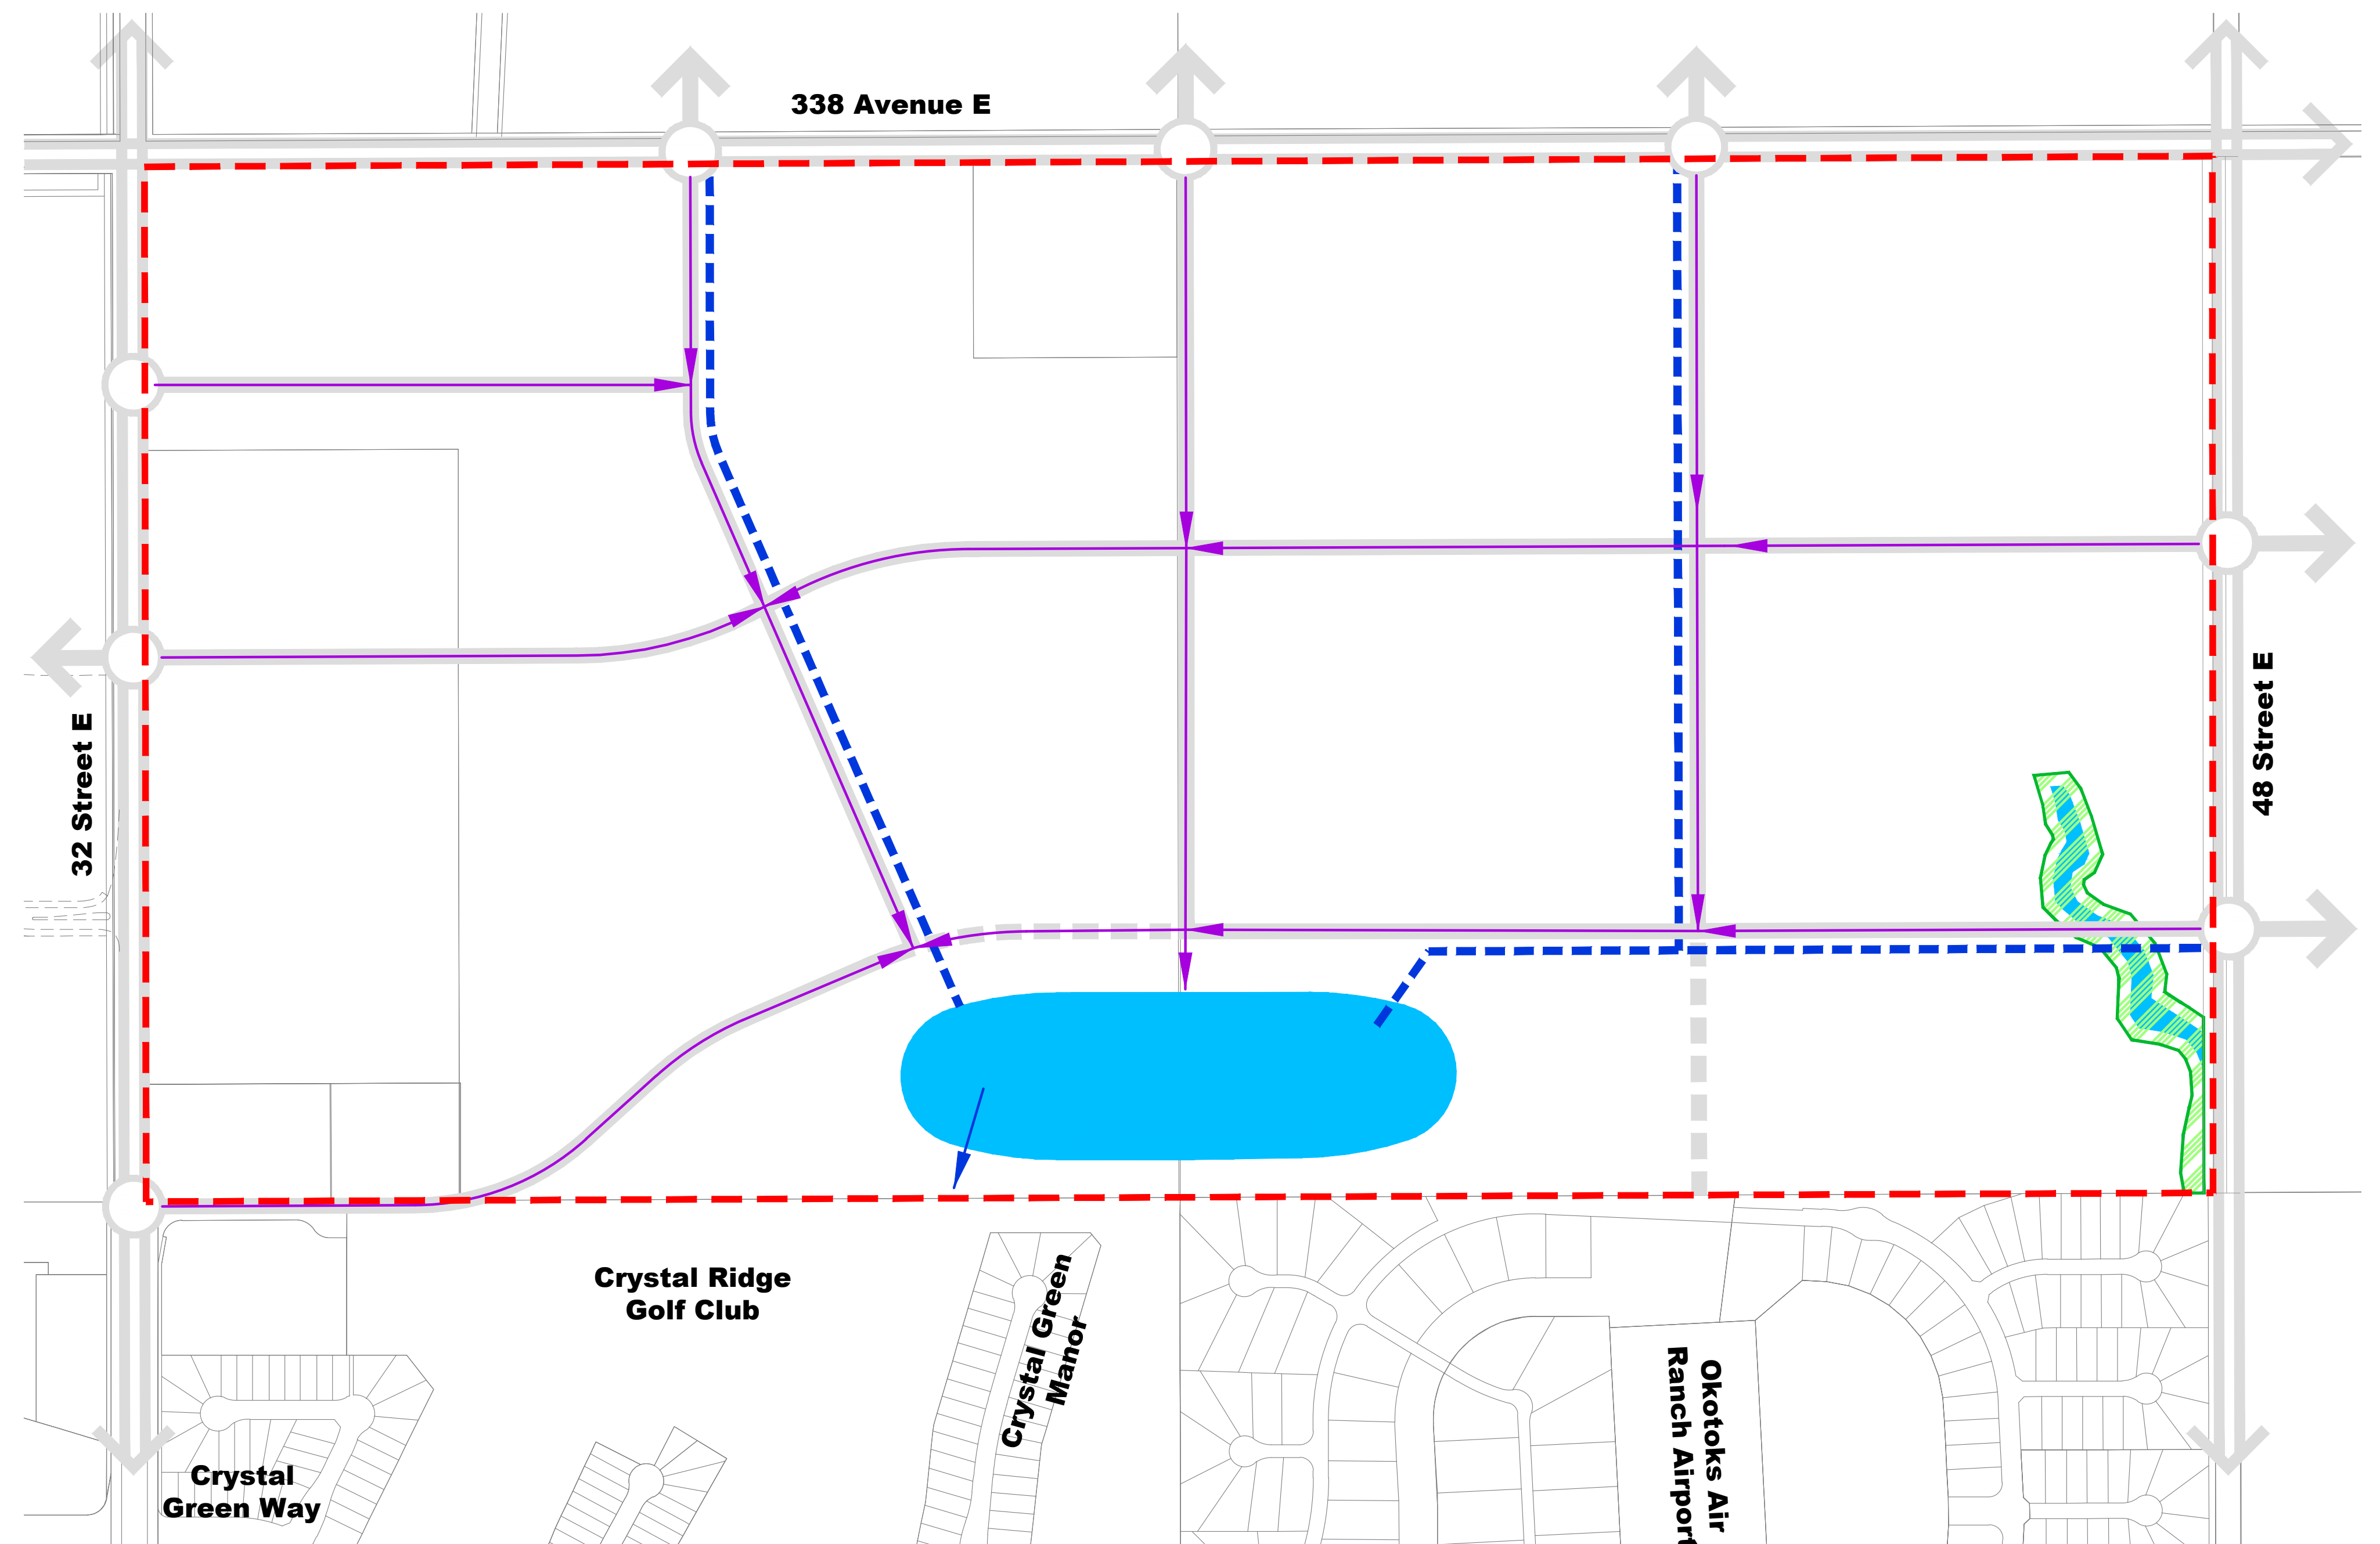 338 Avenue E
32 Street E
48 Street E
Crystal Ridge
Golf Club
Crystal Green
Manor
Okotoks Air
Ranch Airport
Crystal
Green Way